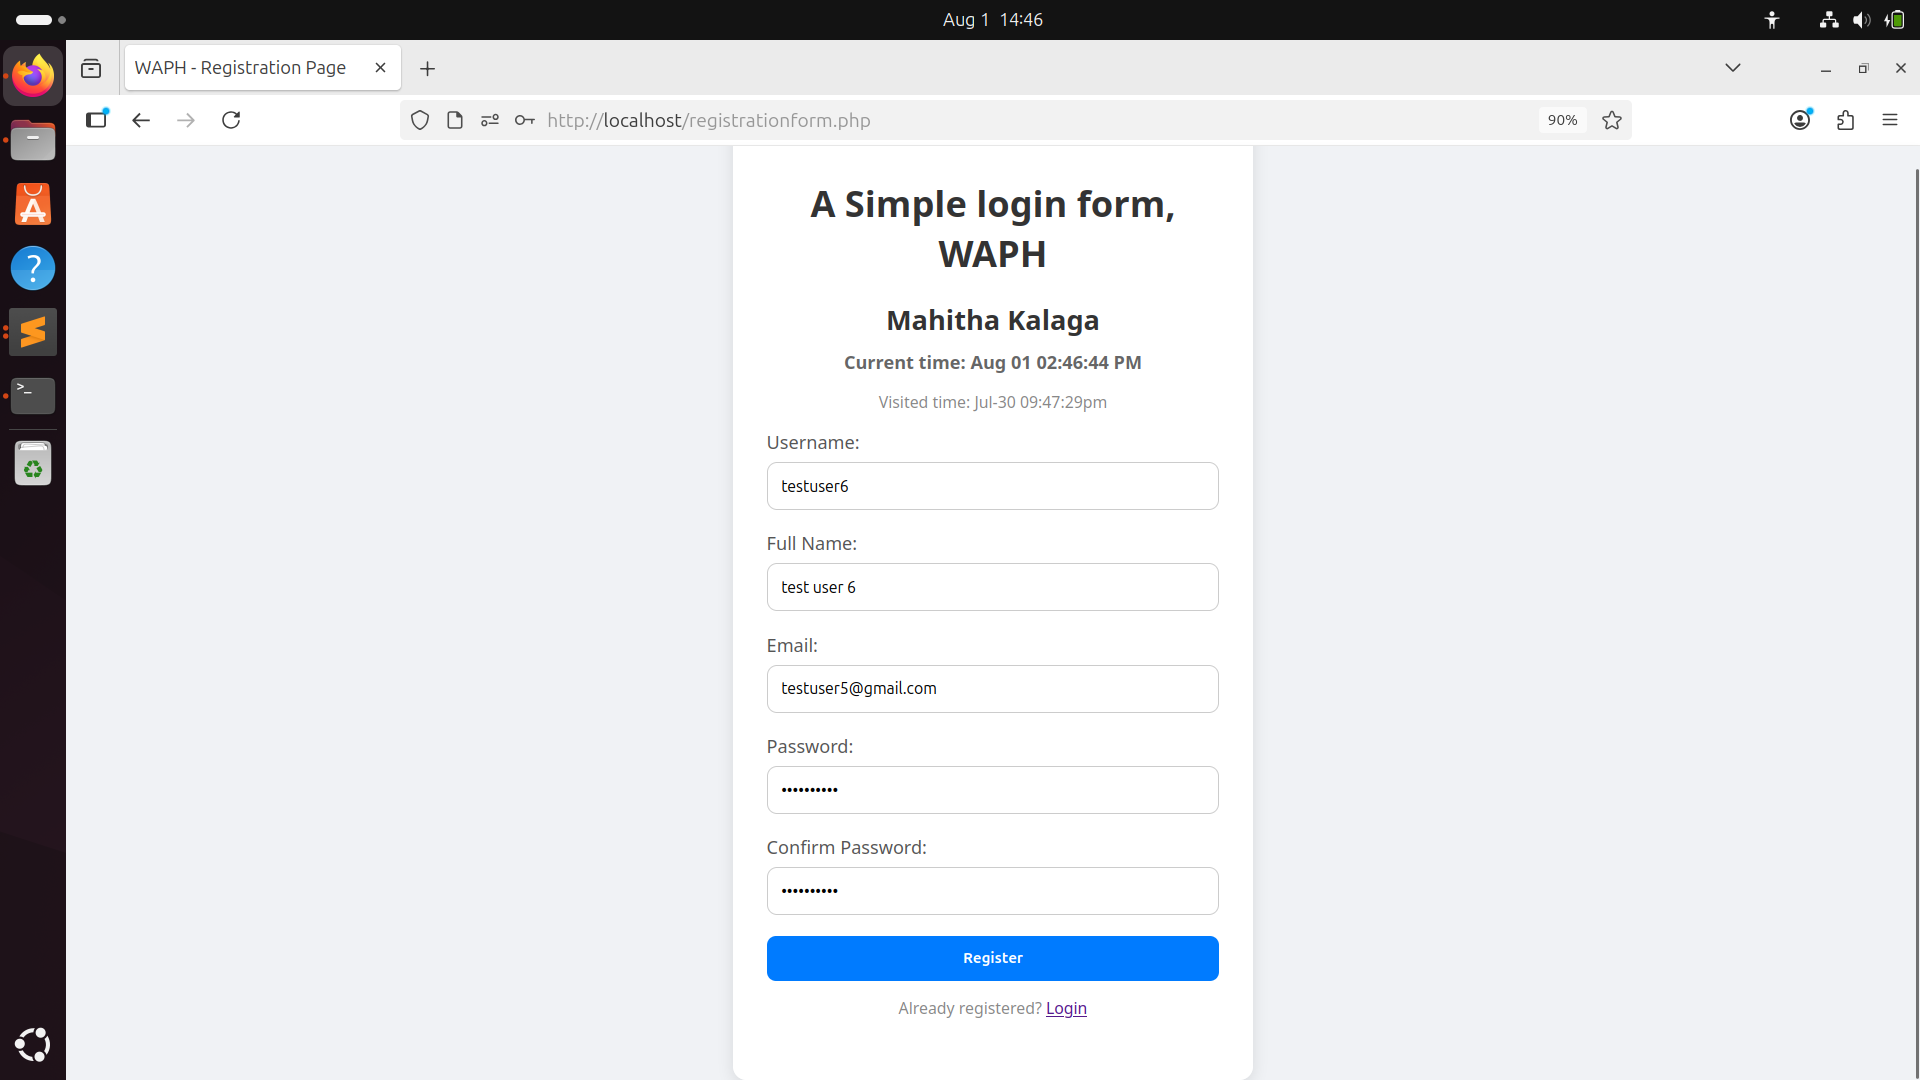 Aug 1 14:46
WAPH - Registration Page
http://localhost/registrationform.php
90%
A Simple login form,
WAPH
Mahitha Kalaga
Current time: Aug 01 02:46:44 PM
Visited time: Jul-30 09:47:29pm
Username:
testuser6
Full Name:
test user 6
Email:
testuser5@gmail.com
Password:
••••••••••
Confirm Password:
••••••••••
Register
Already registered? Login